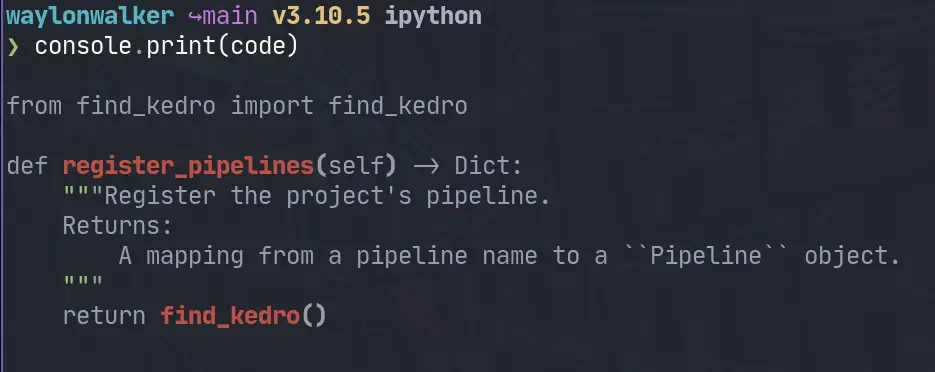 waylonwalker ↪main v3.10.5 ipython
❯ console.print(code)
from find_kedro import find_kedro
def register_pipelines(self) -> Dict:
    """Register the project's pipeline.
    Returns:
        A mapping from a pipeline name to a ``Pipeline`` object.
    """
    return find_kedro()